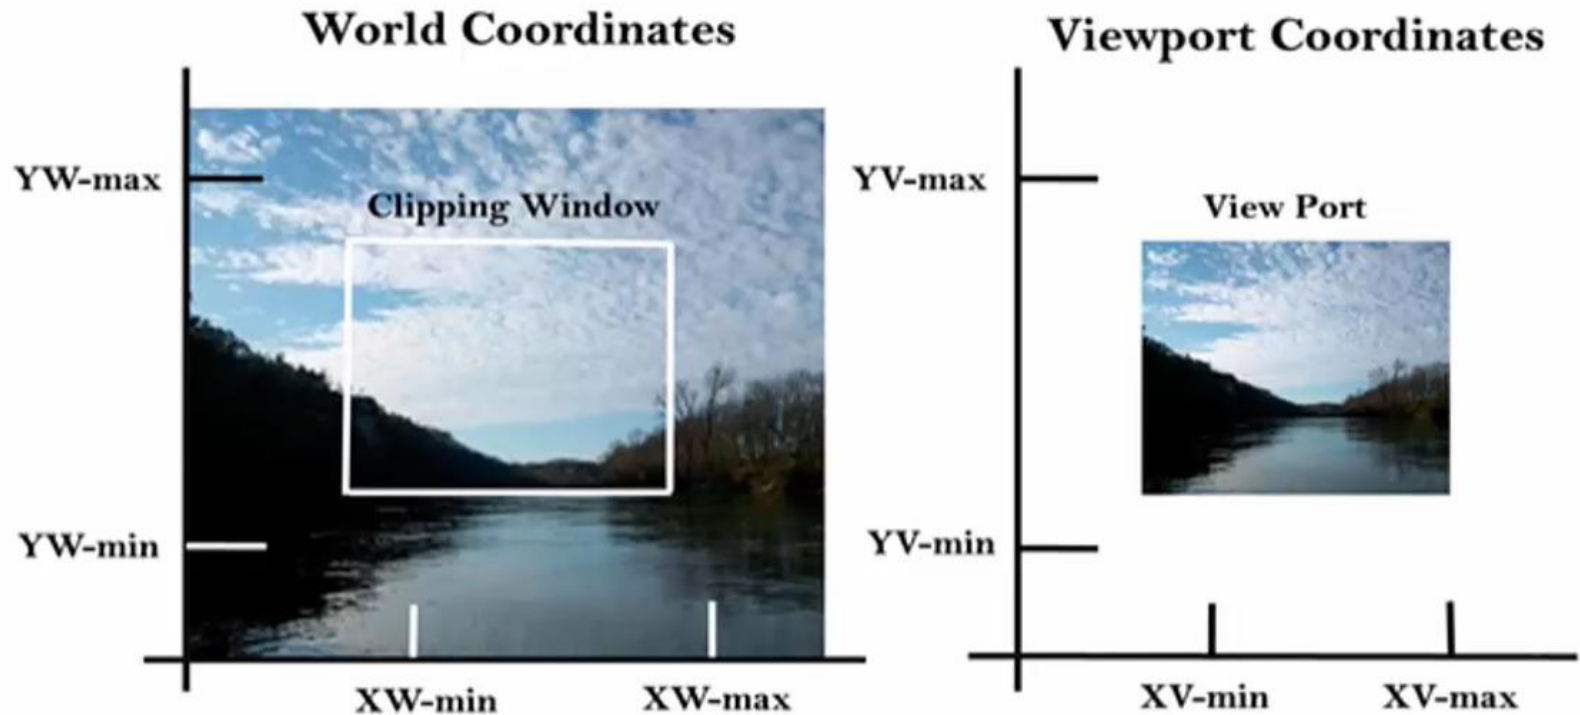 World Coordinates
YW-max
Clipping Window
YW-min
XW-min
XW-max
Viewport Coordinates
YV-max
View Port
YV-min
XV-min
XV-max